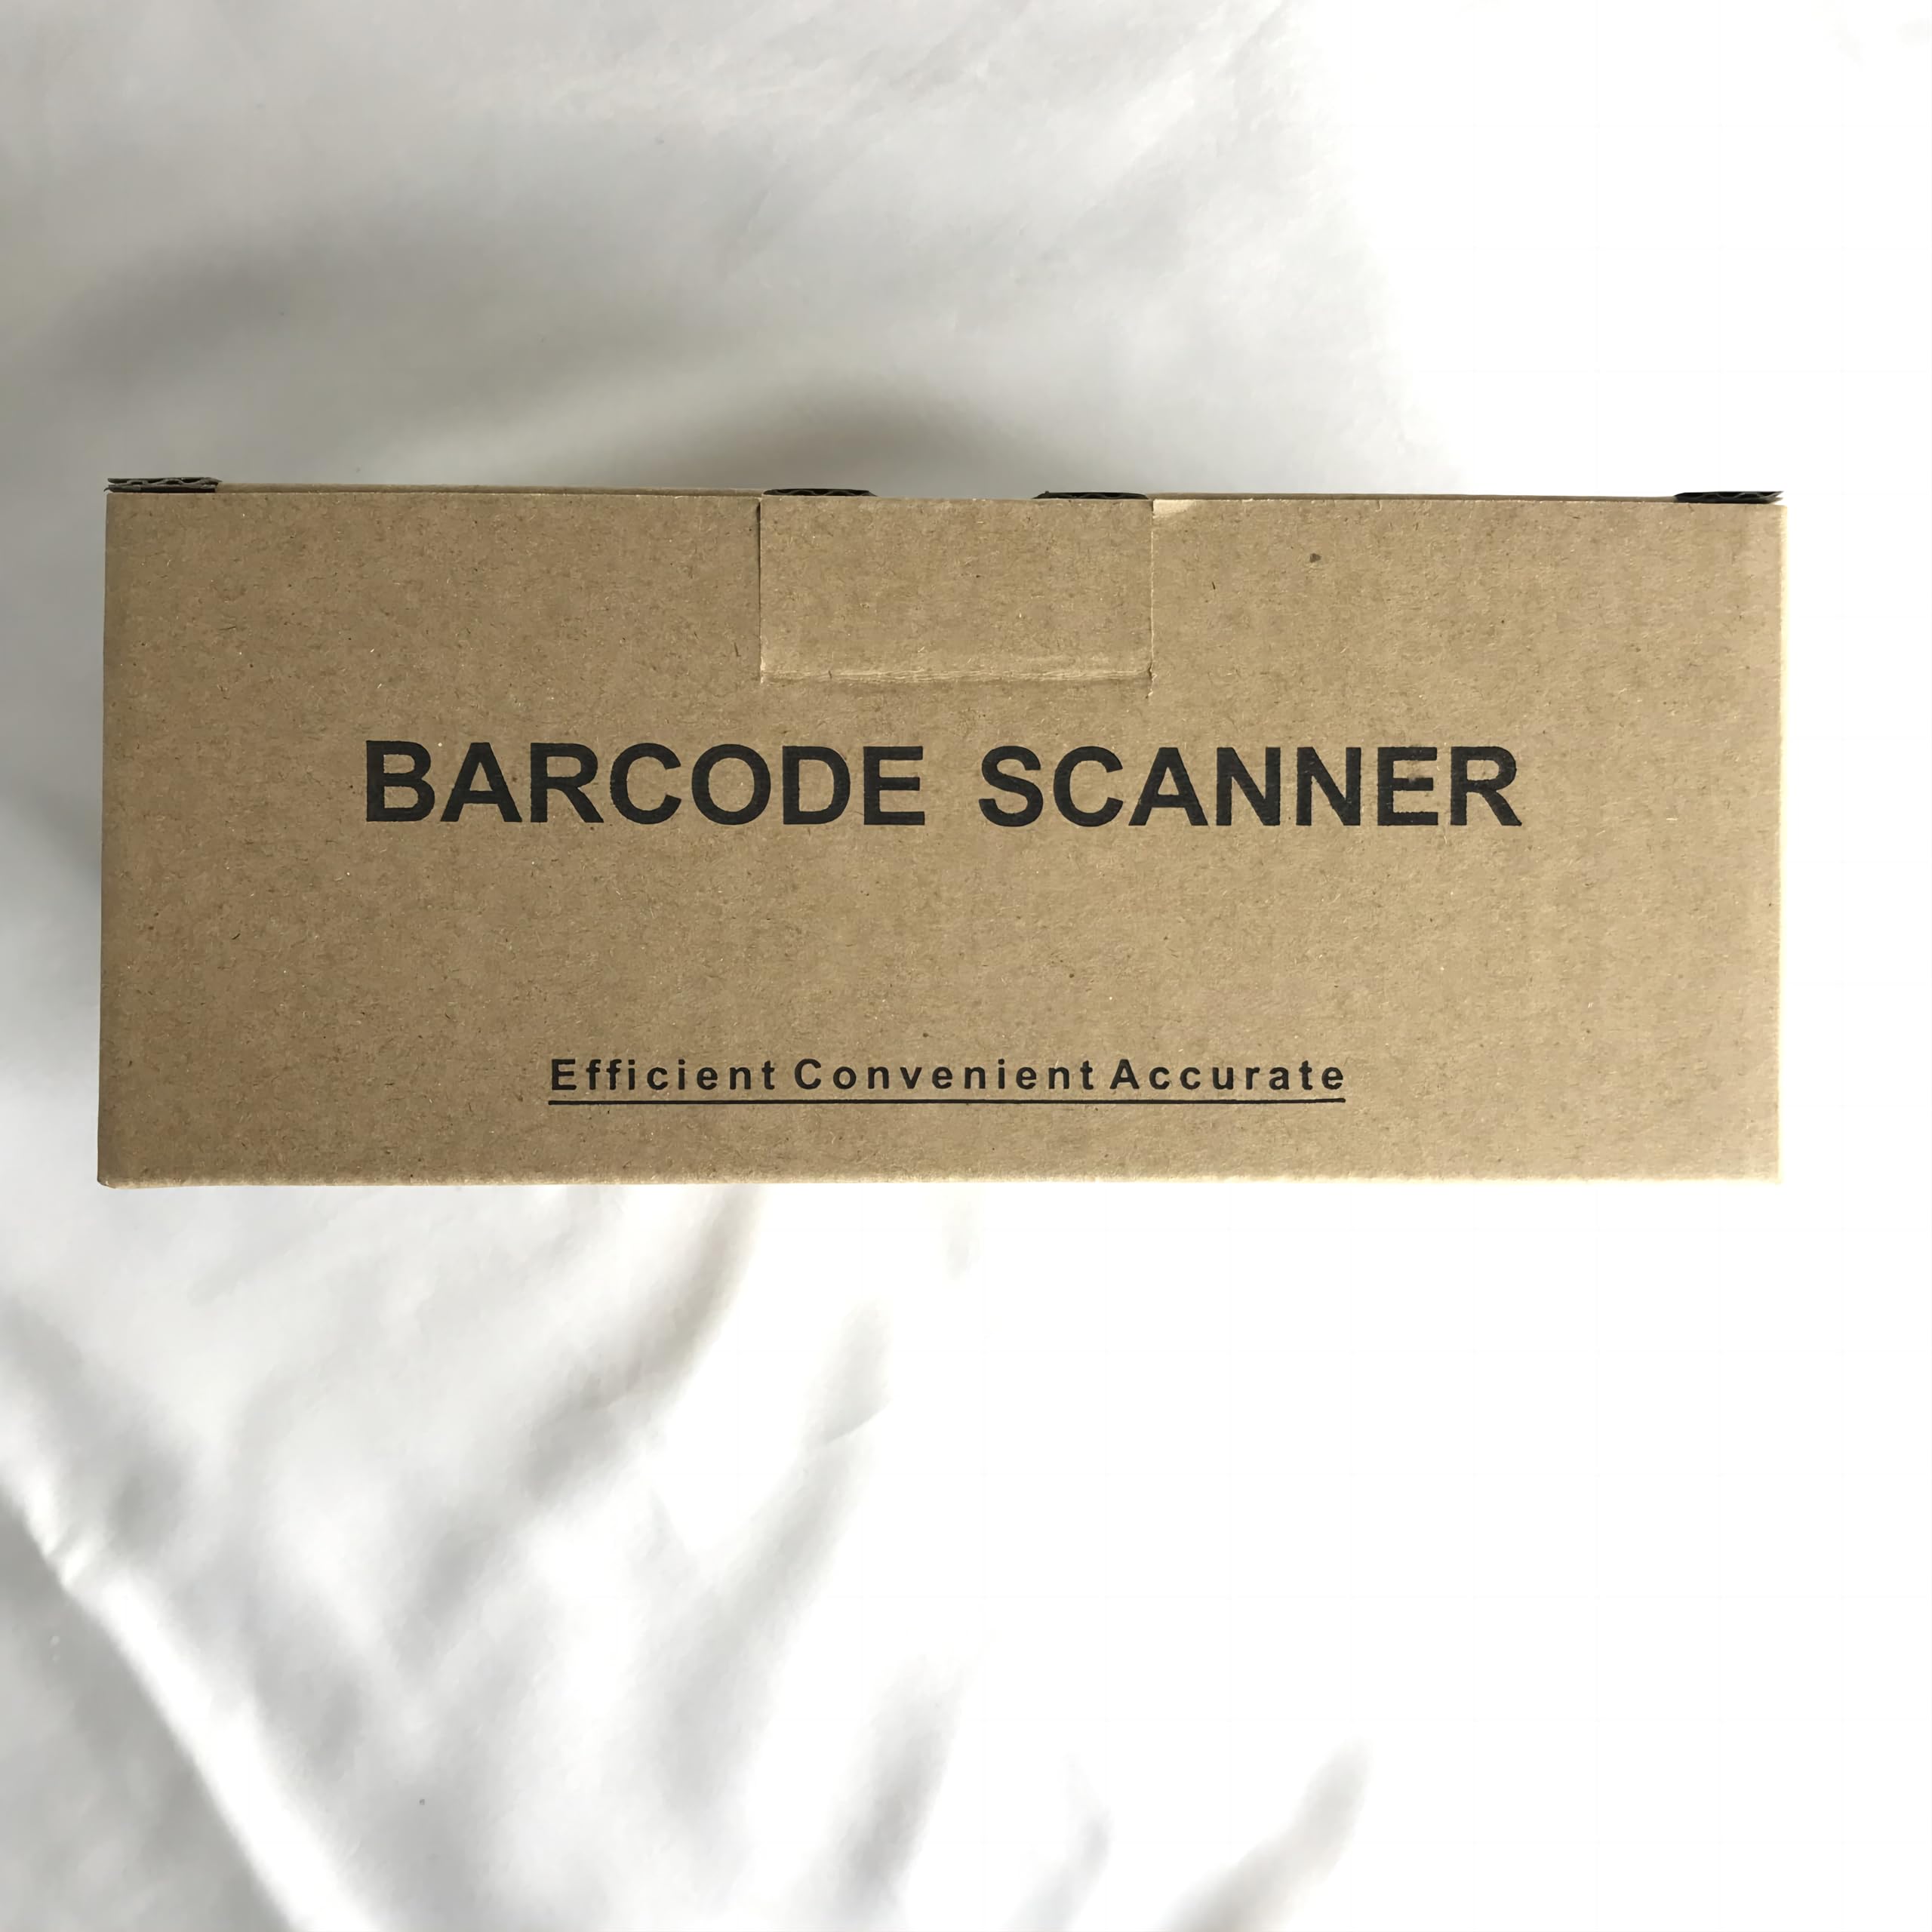 BARCODE SCANNER
Efficient Convenient Accurate